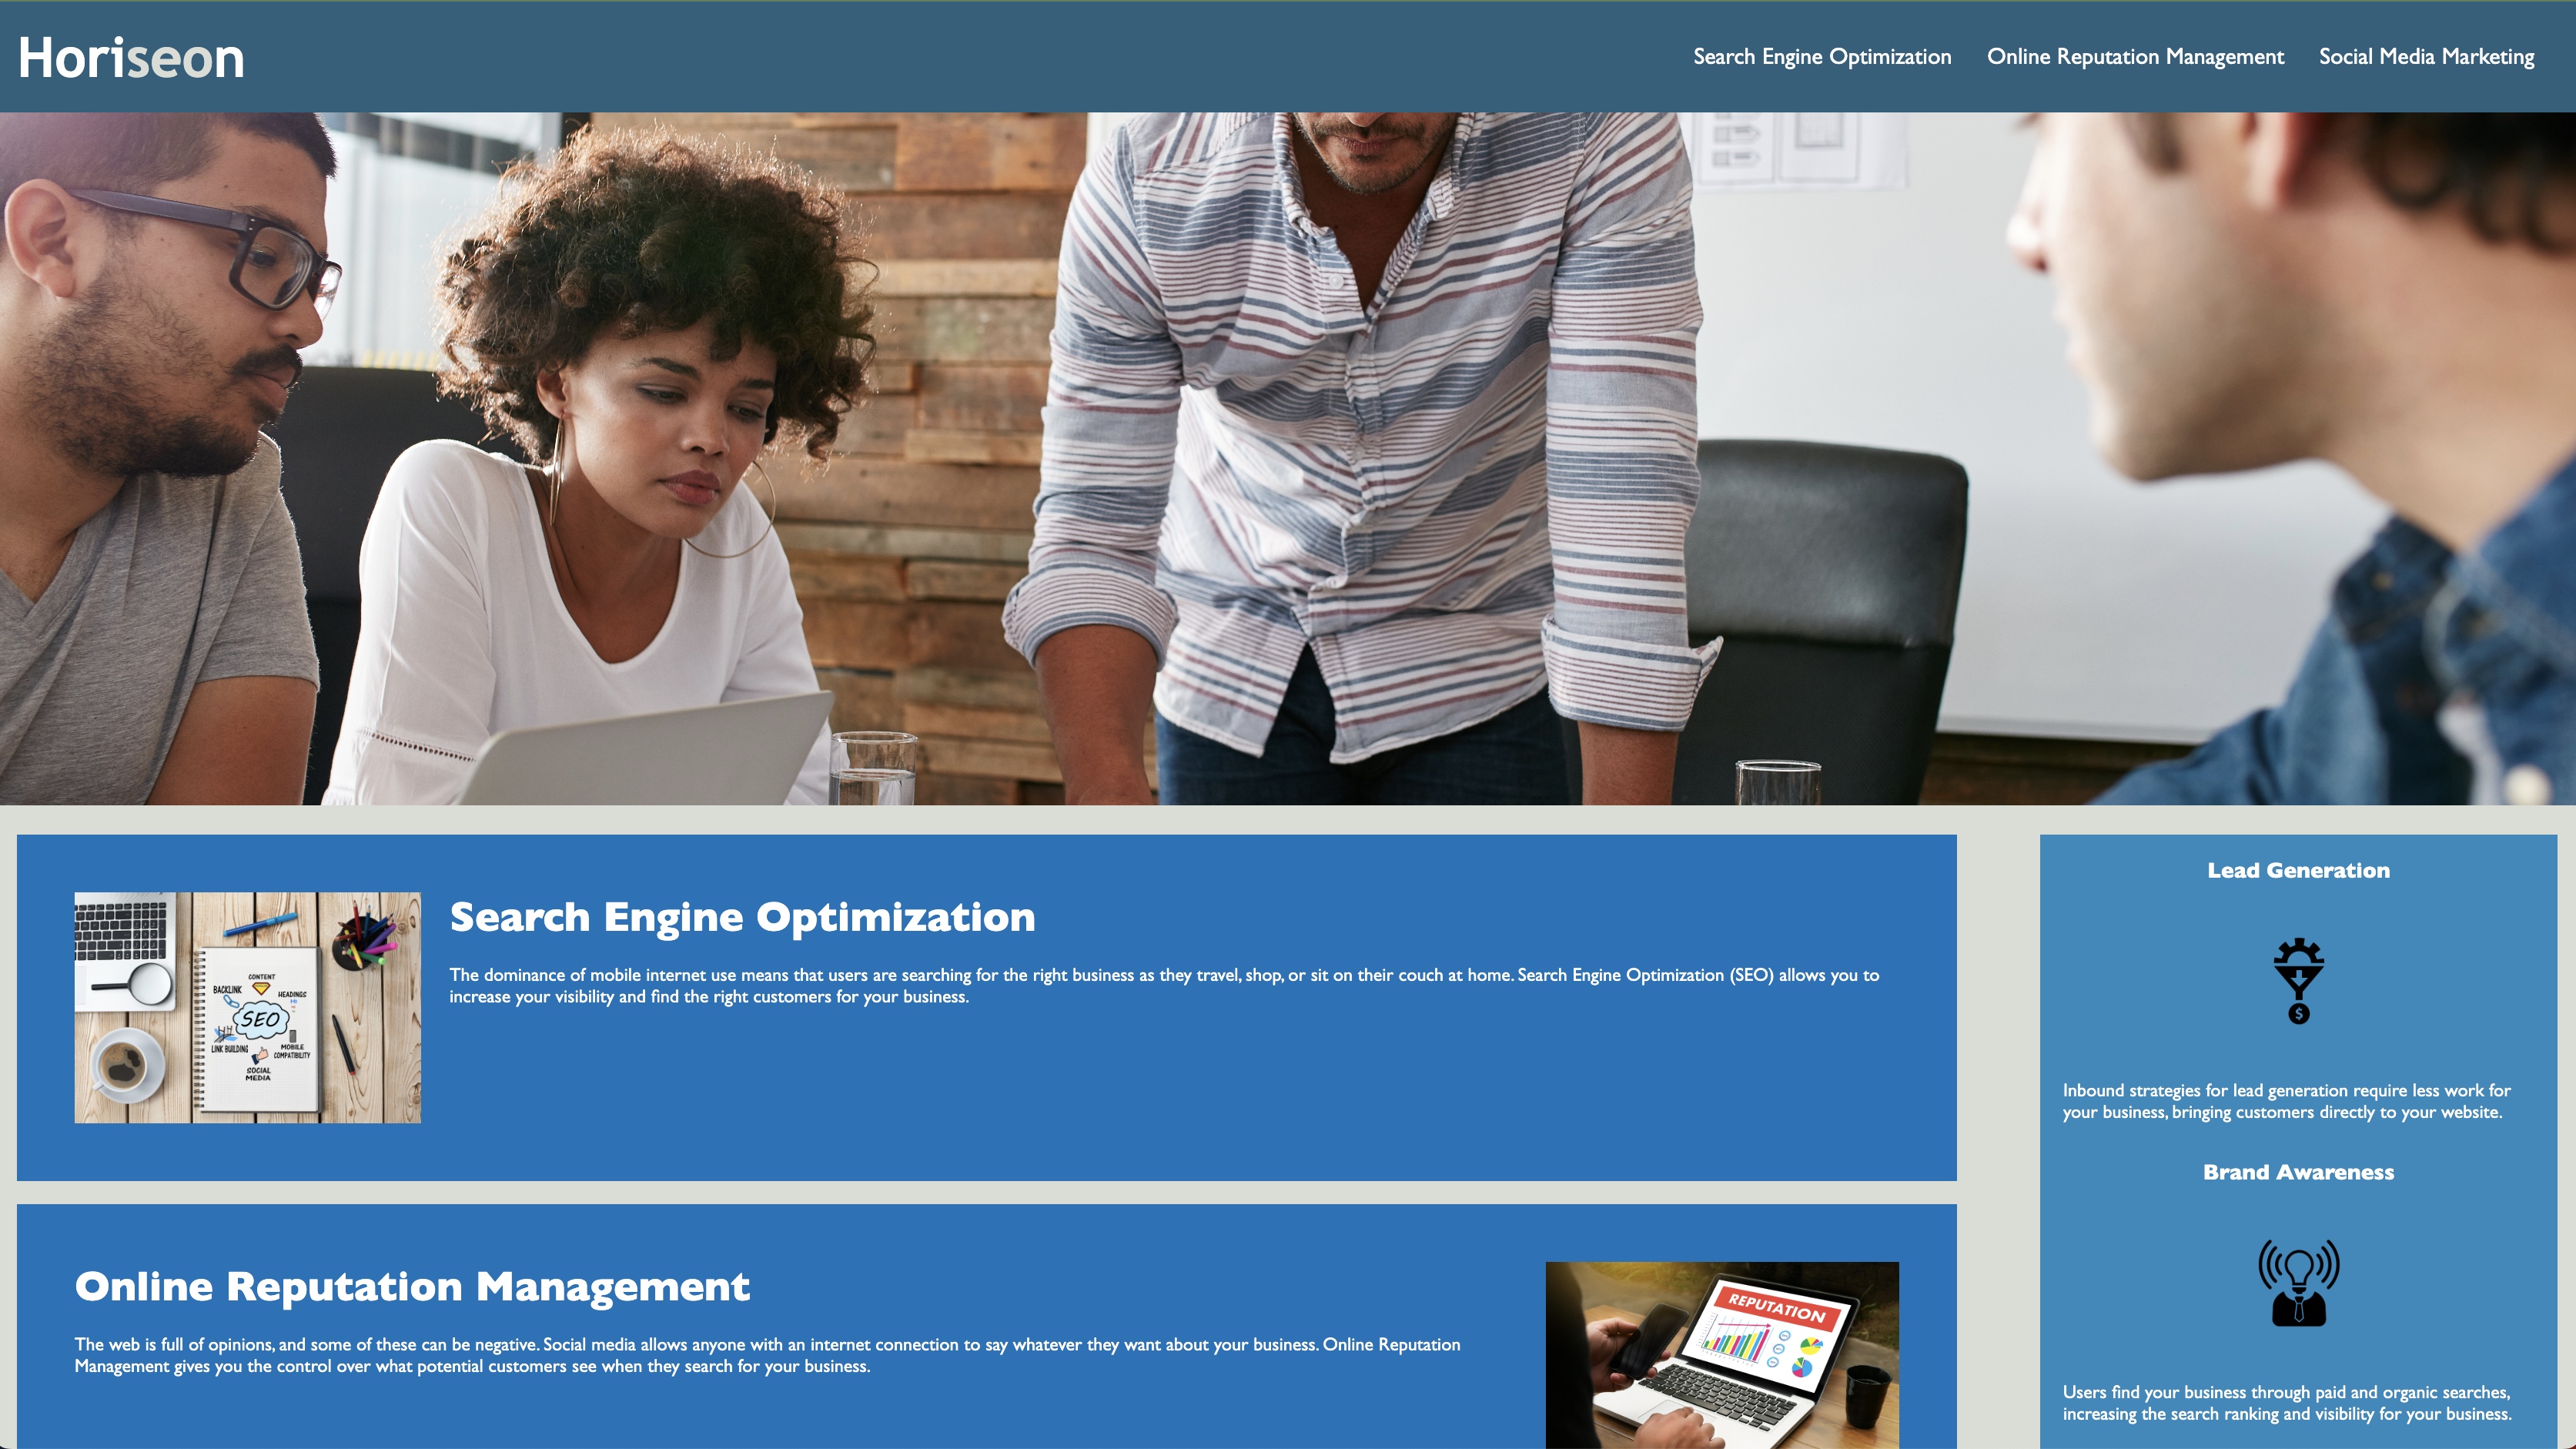 Horiseon
Search Engine Optimization
Online Reputation Management
Social Media Marketing
Search Engine Optimization
The dominance of mobile internet use means that users are searching for the right business as they travel, shop, or sit on their couch at home. Search Engine Optimization (SEO) allows you to
increase your visibility and find the right customers for your business.
CONTENT
BACKLINK
HEADINGS
SEO
LINK BUILDING
MOBILE
COMPATIBILITY
SOCIAL
MEDIA
Online Reputation Management
The web is full of opinions, and some of these can be negative. Social media allows anyone with an internet connection to say whatever they want about your business. Online Reputation
Management gives you the control over what potential customers see when they search for your business.
REPUTATION
Lead Generation
$
Inbound strategies for lead generation require less work for
your business, bringing customers directly to your website.
Brand Awareness
Users find your business through paid and organic searches,
increasing the search ranking and visibility for your business.